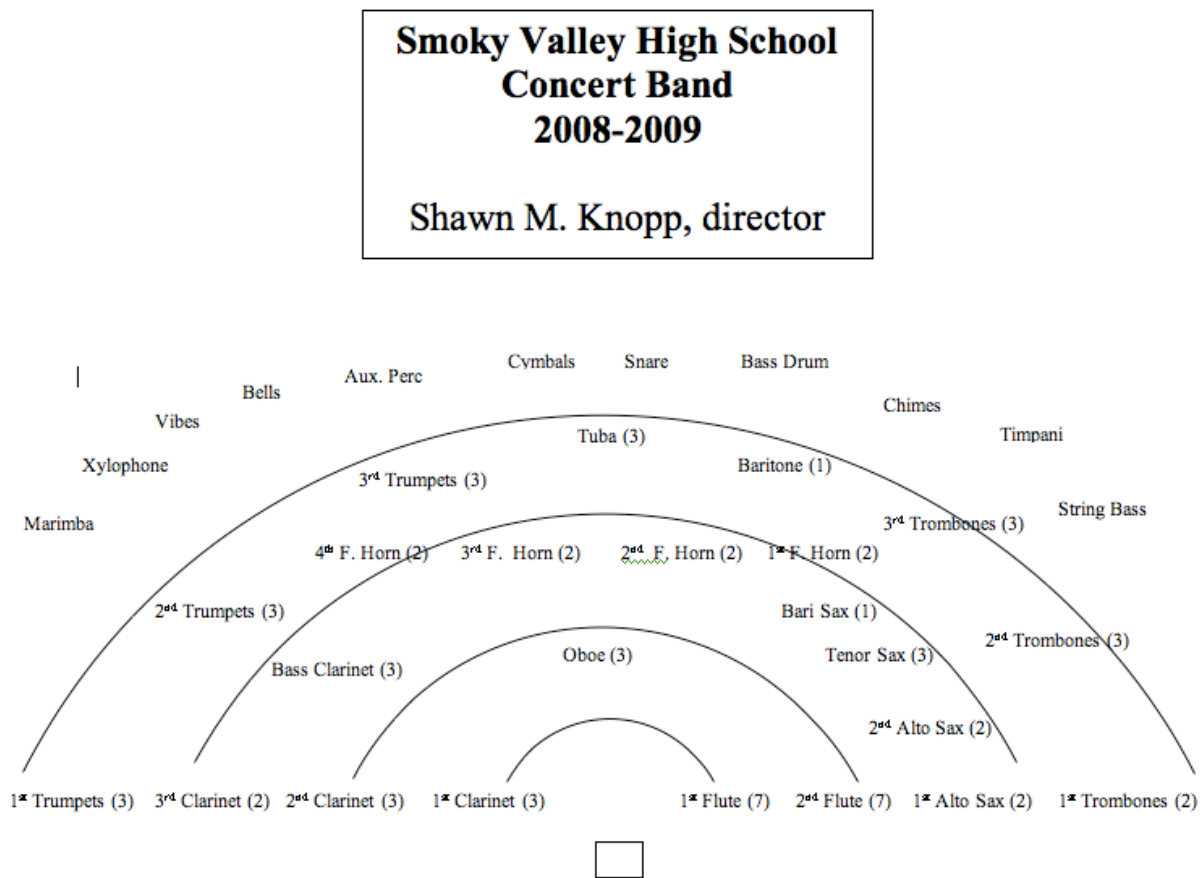 Smoky Valley High School
Concert Band
2008-2009
Shawn M. Knopp, director
Cymbals Snare Bass Drum
Aux. Perc
Bells
Chimes
Vibes
Timpani
Tuba (3)
Xylophone
Baritone (1)
3rd Trumpets (3)
String Bass
Marimba
3rd Trombones (3)
4th F. Horn (2) 3rd F. Horn (2) 2nd F. Horn (2) 1st F. Horn (2)
2nd Trumpets (3)
Bari Sax (1)
2nd Trombones (3)
Oboe (3)
Tenor Sax (3)
Bass Clarinet (3)
2nd Alto Sax (2)
1st Trumpets (3) 3rd Clarinet (2) 2nd Clarinet (3) 1st Clarinet (3) 1st Flute (7) 2nd Flute (7) 1st Alto Sax (2) 1st Trombones (2)